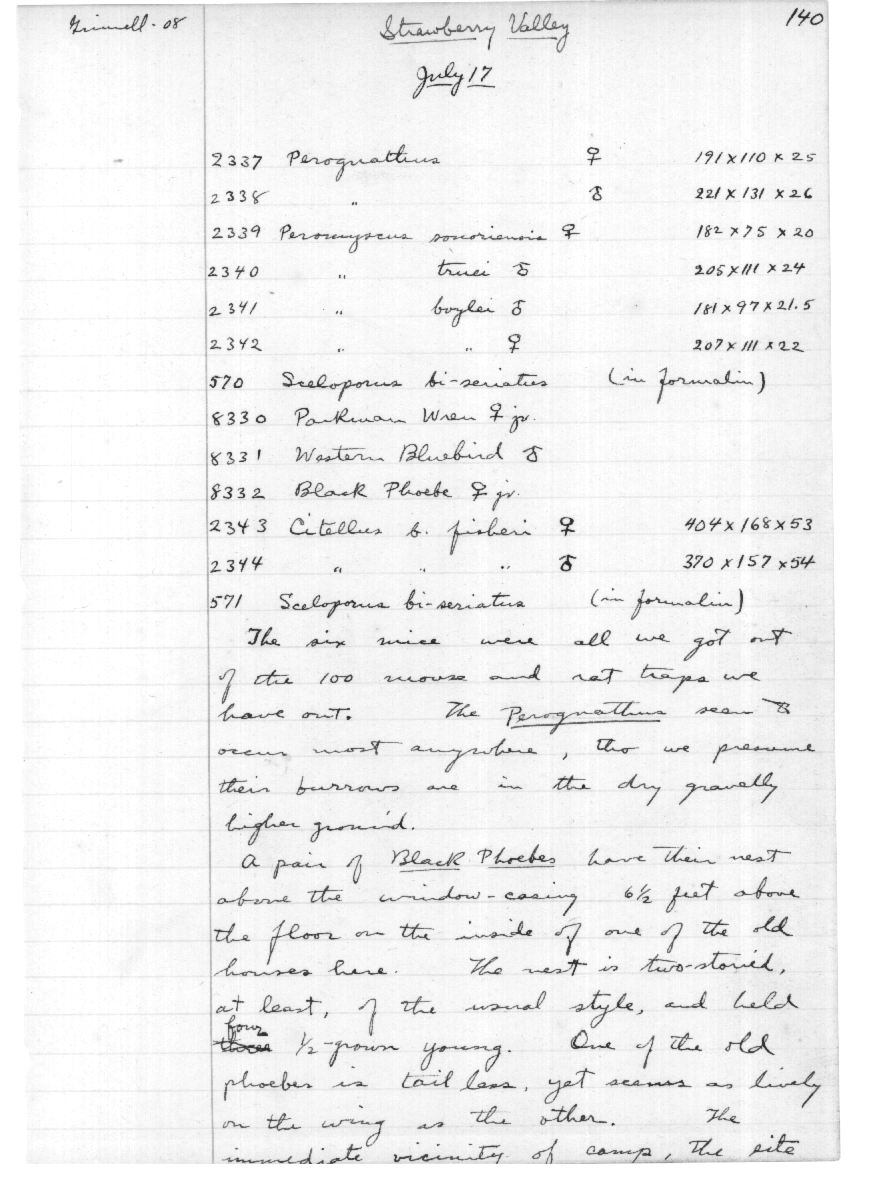 Grinnell-08
Strawberry Valley
140
July 17
2337 Perognathus ♀ 191 x 110 x 25
2338 " ♂ 221 x 131 x 26
2339 Peromyscus sonoriensis ♀ 182 x 75 x 20
2340 " truei ♂ 205 x 111 x 24
2341 " boylei ♂ 181 x 97 x 21.5
2342 " " ♀ 207 x 111 x 22
570 Sceloporus bi-seriatus (in formalin)
8330 Parkman Wren ♀ jv.
8331 Western Bluebird ♂
8332 Black Phoebe ♀ jv.
2343 Citellus b. fisheri ♀ 404 x 168 x 53
2344 " " " ♂ 370 x 157 x 54
571 Sceloporus bi-seriatus (in formalin)
The six mice were all we got out
of the 100 mouse and rat traps we
have out. The Perognathus seem to
occur most anywhere, tho we presume
their burrows are in the dry gravelly
higher ground.
A pair of Black Phoebes have their nest
above the window-casing 6½ feet above
the floor on the inside of one of the old
houses here. The nest is two-storied,
at least, of the usual style, and held
four
three ½-grown young. One of the old
phoebes is tail less, yet seems as lively
on the wing as the other. The
immediate vicinity of camp, the site